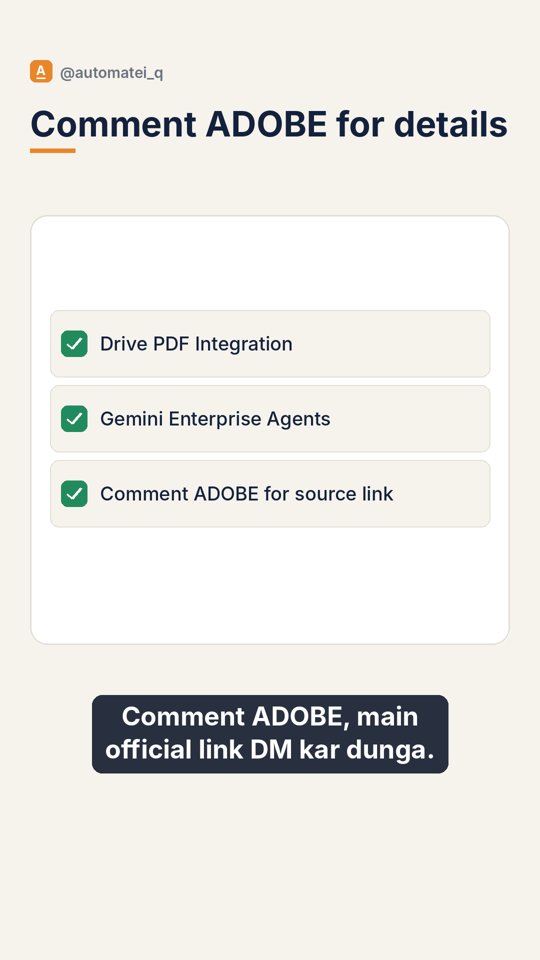 A
@automatei_q
Comment ADOBE for details
Drive PDF Integration
Gemini Enterprise Agents
Comment ADOBE for source link
Comment ADOBE, main
official link DM kar dunga.